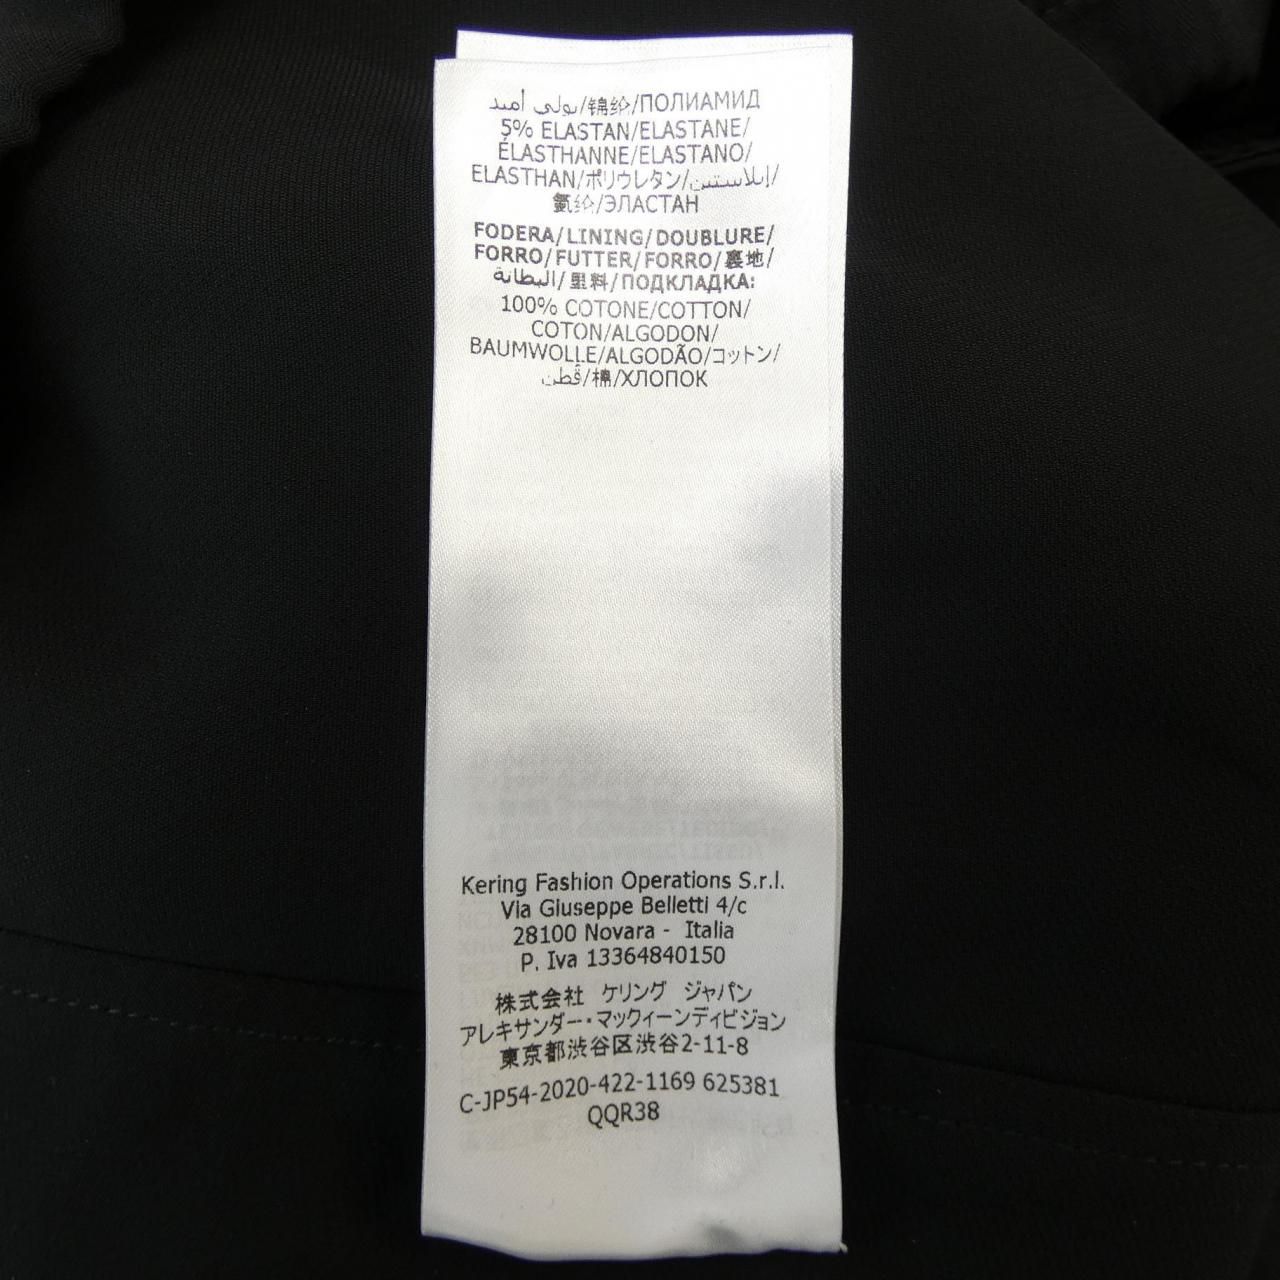 بولي أميد/锦纶/ПОЛИАМИД
5% ELASTAN/ELASTANE/
ÉLASTHANNE/ELASTANO/
ELASTHAN/ポリウレタン/إيلاستين/
氨纶/ЭЛАСТАН
FODERA/LINING/DOUBLURE/
FORRO/FUTTER/FORRO/裏地/
البطانة/里料/ПОДКЛАДКА:
100% COTONE/COTTON/
COTON/ALGODON/
BAUMWOLLE/ALGODÃO/コットン/
قُطن/棉/ХЛОПОК
Kering Fashion Operations S.r.l.
Via Giuseppe Belletti 4/c
28100 Novara - Italia
P. Iva 13364840150
株式会社 ケリング ジャパン
アレキサンダー・マックィーンディビジョン
東京都渋谷区渋谷2-11-8
C-JP54-2020-422-1169 625381
QQR38